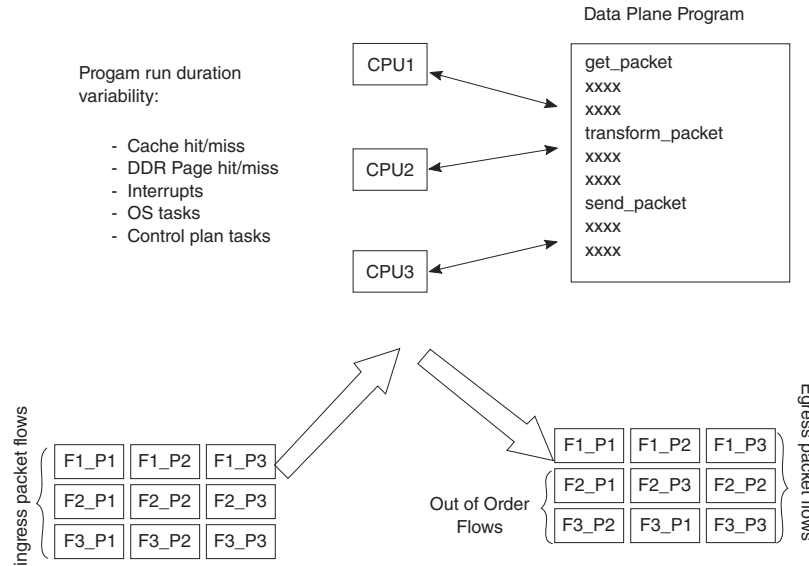 Data Plane Program
Progam run duration
variability:
- Cache hit/miss
- DDR Page hit/miss
- Interrupts
- OS tasks
- Control plan tasks
CPU1
CPU2
CPU3
get_packet
xxxx
xxxx
transform_packet
xxxx
xxxx
send_packet
xxxx
xxxx
ingress packet flows
F1_P1 F1_P2 F1_P3
F2_P1 F2_P2 F2_P3
F3_P1 F3_P2 F3_P3
Out of Order
Flows
F1_P1 F1_P2 F1_P3
F2_P1 F2_P3 F2_P2
F3_P2 F3_P1 F3_P3
Egress packet flows